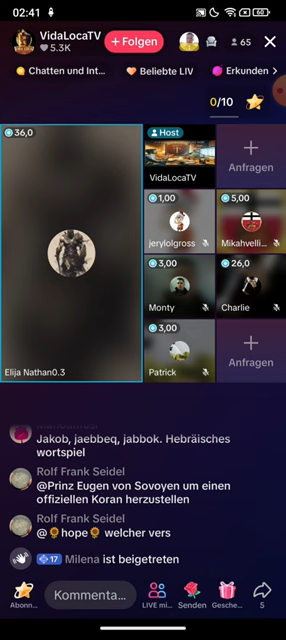 02:41
60
VidaLocaTV
5.3K
+ Folgen
65
Chatten und Int...
Beliebte LIV
Erkunden
0/10
36,0
Host
VidaLocaTV
Anfragen
1,00
jerylolgross
5,00
Mikahvelli...
3,00
Monty
26,0
Charlie
3,00
Patrick
Anfragen
Elija Nathan0.3
Jakob, jaebbeq, jabbok. Hebräisches
wortspiel
Rolf Frank Seidel
@Prinz Eugen von Sovoyen um einen
offiziellen Koran herzustellen
Rolf Frank Seidel
@🌻hope🌻 welcher vers
17 Milena ist beigetreten
Abonn...
Kommenta...
LIVE mi...
Senden
Gesche...
5